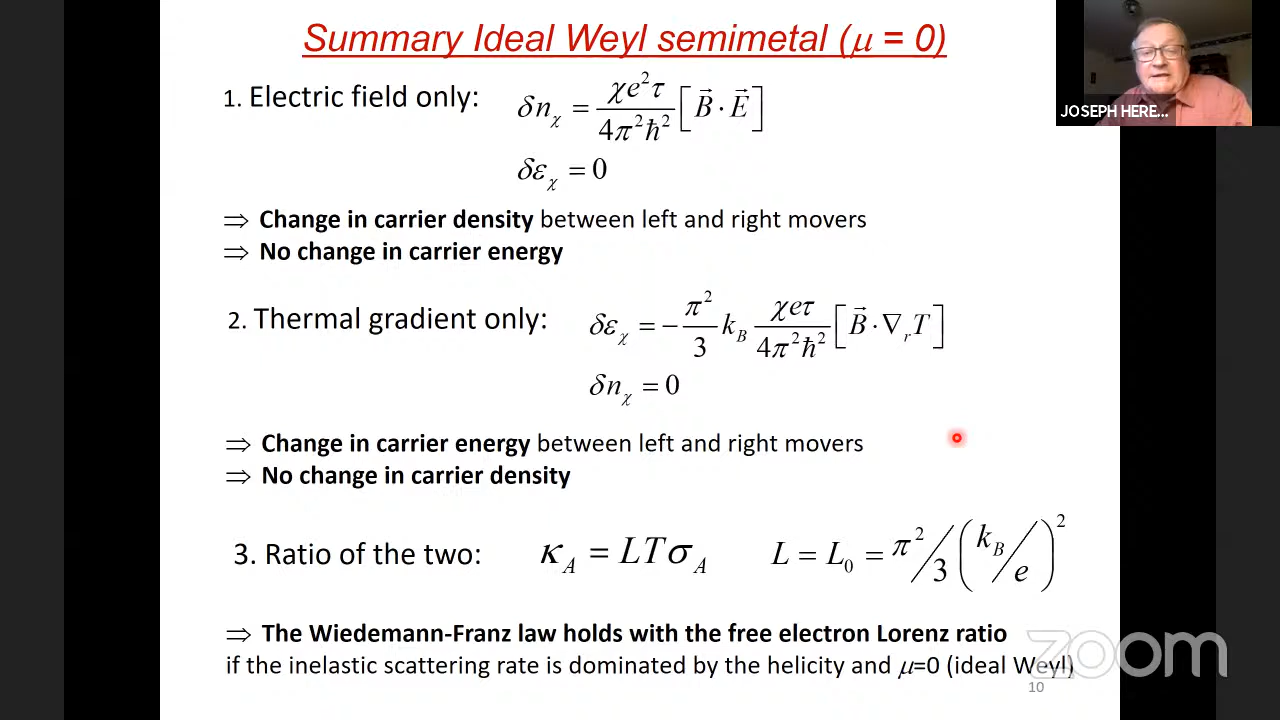 Summary Ideal Weyl semimetal (μ = 0)
JOSEPH HERE...
1. Electric field only: δn_χ = χe²τ / 4π²ħ² [B⃗ · E⃗]
δε_χ = 0
⇒ Change in carrier density between left and right movers
⇒ No change in carrier energy
2. Thermal gradient only: δε_χ = − π²/3 k_B χeτ / 4π²ħ² [B⃗ · ∇_r T]
δn_χ = 0
⇒ Change in carrier energy between left and right movers
⇒ No change in carrier density
3. Ratio of the two: κ_A = LTσ_A L = L₀ = π²/3 (k_B/e)²
⇒ The Wiedemann-Franz law holds with the free electron Lorenz ratio
if the inelastic scattering rate is dominated by the helicity and μ=0 (ideal Weyl)
zoom
10